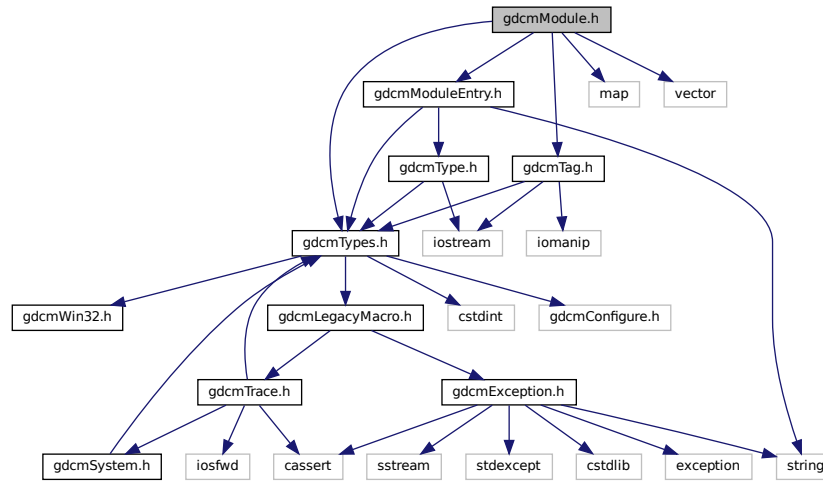 gdcmModule.h
gdcmModuleEntry.h
map
vector
gdcmType.h
gdcmTag.h
gdcmTypes.h
iostream
iomanip
gdcmWin32.h
gdcmLegacyMacro.h
cstdint
gdcmConfigure.h
gdcmTrace.h
gdcmException.h
gdcmSystem.h
iosfwd
cassert
sstream
stdexcept
cstdlib
exception
string